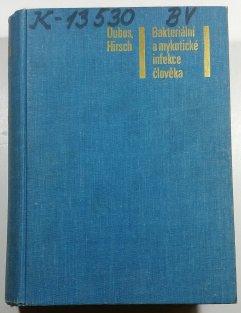 K-13530 BV
Dubos, Bakteriální
Hirsch a mykotické
infekce
člověka